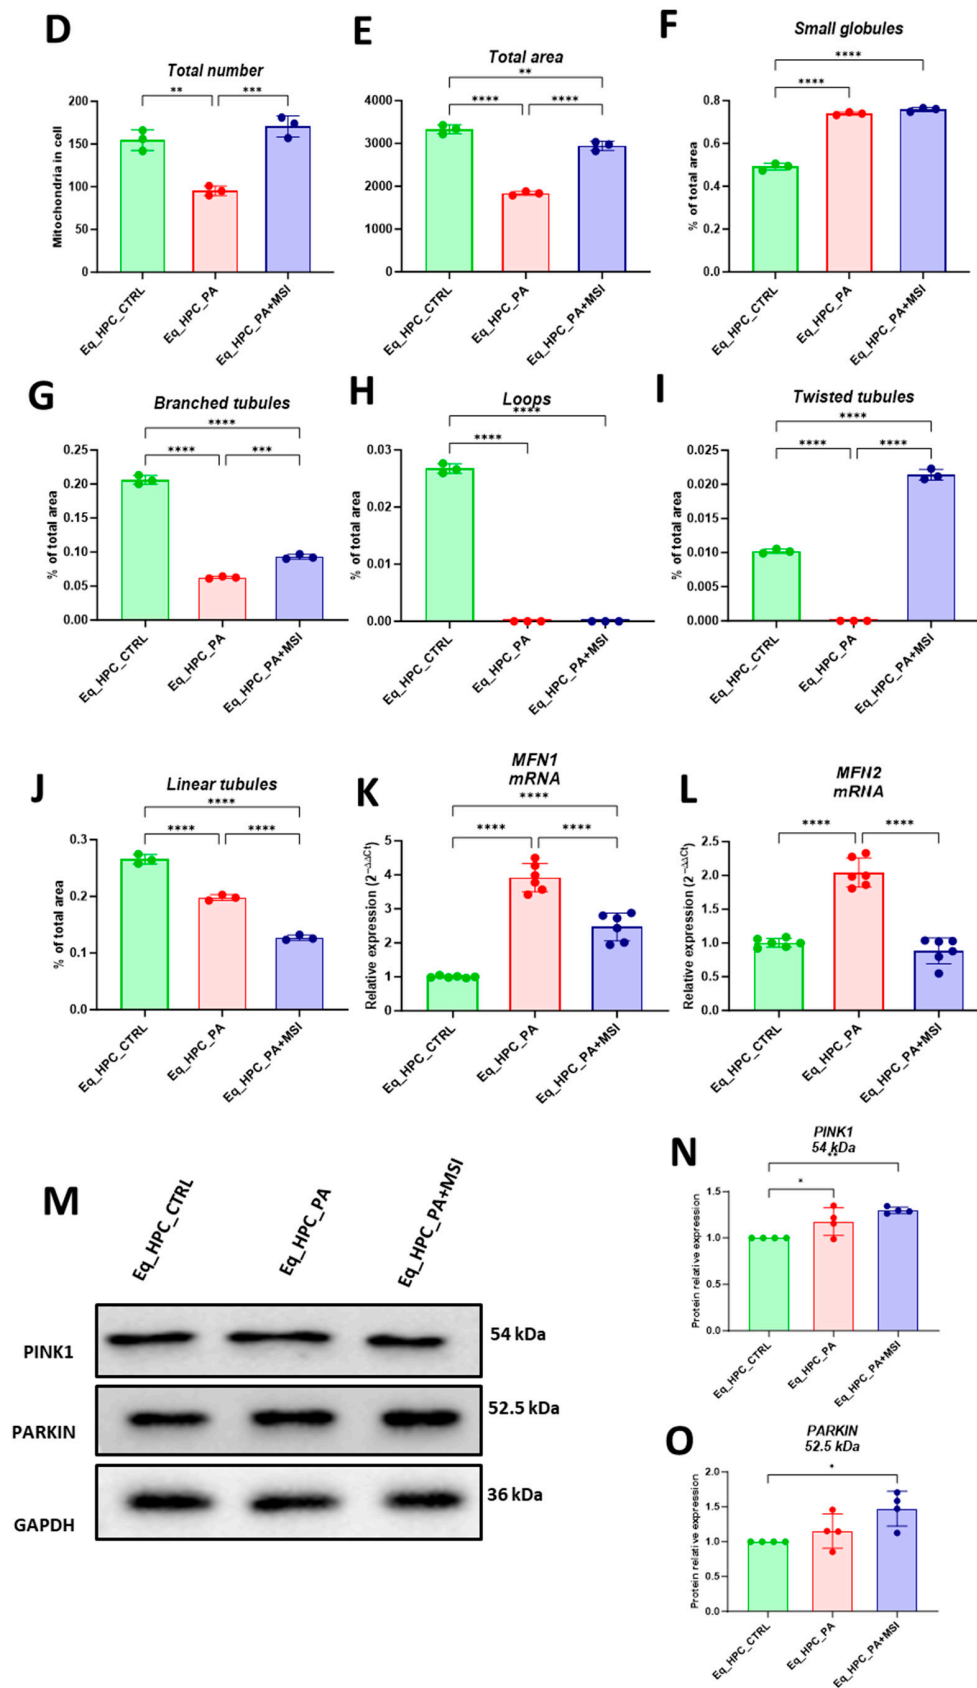 D
Total number
** ***
Mitochondria in cell
200
150
100
50
0
Eq_HPC_CTRL
Eq_HPC_PA
Eq_HPC_PA+MSI
E
Total area
**
**** ****
4000
3000
2000
1000
0
Eq_HPC_CTRL
Eq_HPC_PA
Eq_HPC_PA+MSI
F
Small globules
****
****
% of total area
0.8
0.6
0.4
0.2
0.0
Eq_HPC_CTRL
Eq_HPC_PA
Eq_HPC_PA+MSI
G
Branched tubules
****
**** ***
% of total area
0.25
0.20
0.15
0.10
0.05
0.00
Eq_HPC_CTRL
Eq_HPC_PA
Eq_HPC_PA+MSI
H
Loops
****
****
% of total area
0.03
0.02
0.01
0.00
Eq_HPC_CTRL
Eq_HPC_PA
Eq_HPC_PA+MSI
I
Twisted tubules
****
**** ****
% of total area
0.025
0.020
0.015
0.010
0.005
0.000
Eq_HPC_CTRL
Eq_HPC_PA
Eq_HPC_PA+MSI
J
Linear tubules
****
**** ****
% of total area
0.3
0.2
0.1
0.0
Eq_HPC_CTRL
Eq_HPC_PA
Eq_HPC_PA+MSI
K
MFN1
mRNA
****
**** ****
Relative expression (2^−ΔΔCt)
5
4
3
2
1
0
Eq_HPC_CTRL
Eq_HPC_PA
Eq_HPC_PA+MSI
L
MFN2
mRNA
**** ****
Relative expression (2^−ΔΔCt)
2.5
2.0
1.5
1.0
0.5
0.0
Eq_HPC_CTRL
Eq_HPC_PA
Eq_HPC_PA+MSI
M
Eq_HPC_CTRL
Eq_HPC_PA
Eq_HPC_PA+MSI
PINK1
54 kDa
PARKIN
52.5 kDa
GAPDH
36 kDa
N
PINK1
54 kDa
**
*
Protein relative expression
1.5
1.0
0.5
0.0
Eq_HPC_CTRL
Eq_HPC_PA
Eq_HPC_PA+MSI
O
PARKIN
52.5 kDa
*
Protein relative expression
2.0
1.5
1.0
0.5
0.0
Eq_HPC_CTRL
Eq_HPC_PA
Eq_HPC_PA+MSI